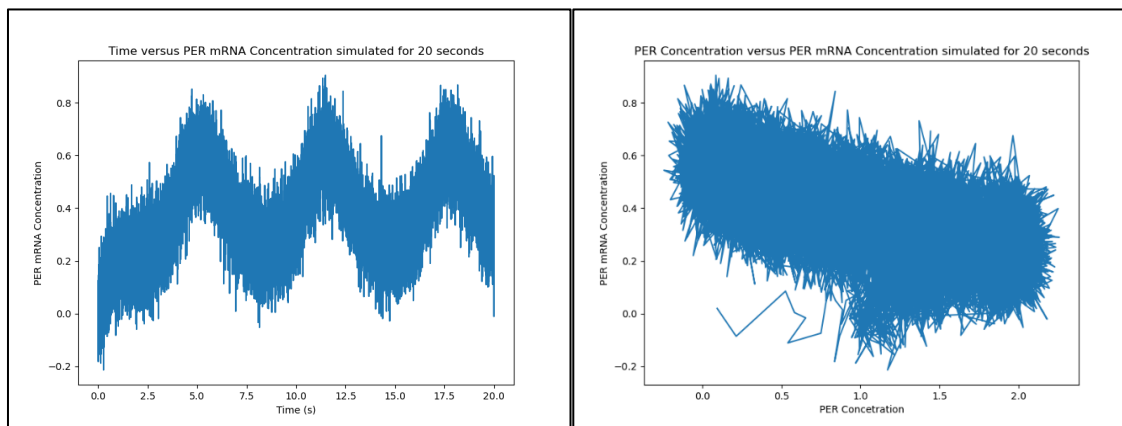 Time versus PER mRNA Concentration simulated for 20 seconds
PER mRNA Concentration
0.8
0.6
0.4
0.2
0.0
−0.2
0.0 2.5 5.0 7.5 10.0 12.5 15.0 17.5 20.0
Time (s)
PER Concentration versus PER mRNA Concentration simulated for 20 seconds
PER mRNA Concentration
0.8
0.6
0.4
0.2
0.0
−0.2
0.0 0.5 1.0 1.5 2.0
PER Concetration